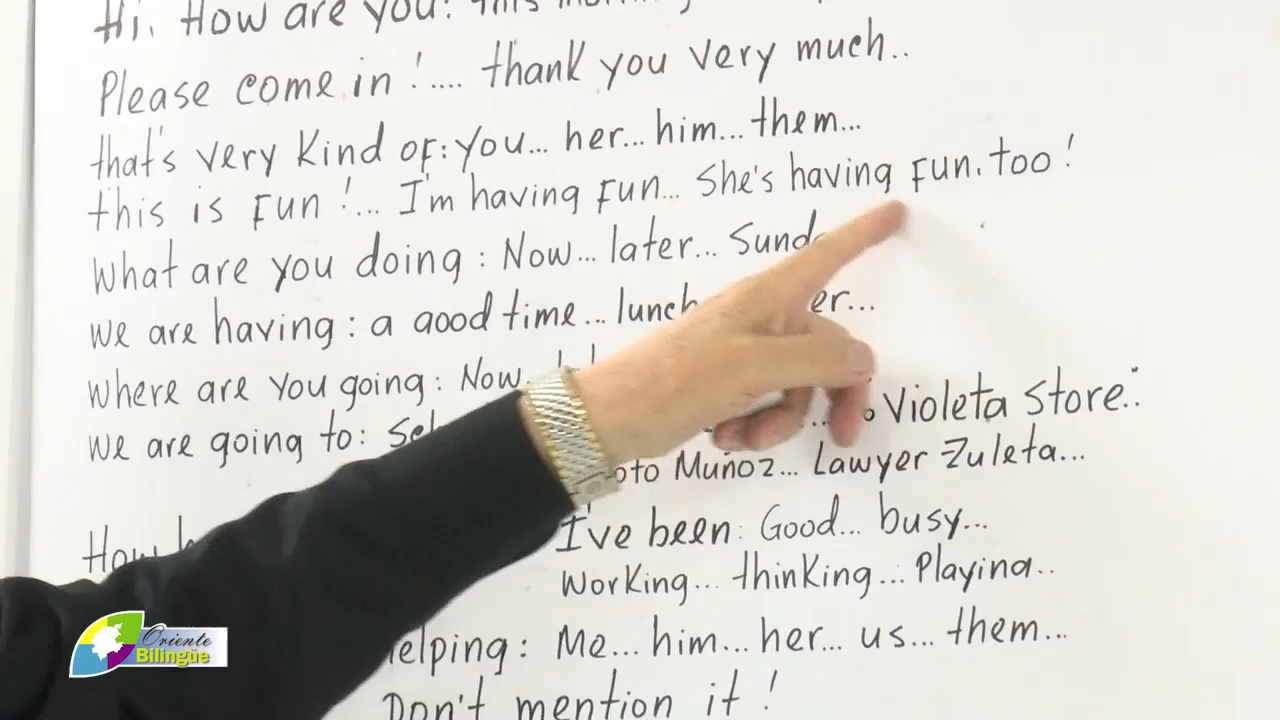 Hi. How are you: this
Please come in!.... thank you very much..
that's very Kind of: You... her... him... them...
this is Fun!... I'm having Fun... She's having Fun. too!
What are you doing: Now... later...
We are having: a good time... lunch
Where are you going: Now
We are going to:
Violeta Store..
Muñoz... Lawyer Zuleta...
I've been: Good... busy...
Working... thinking... Playing..
Me... him... her... us... them...
Don't mention it!
Oriente
Bilingüe